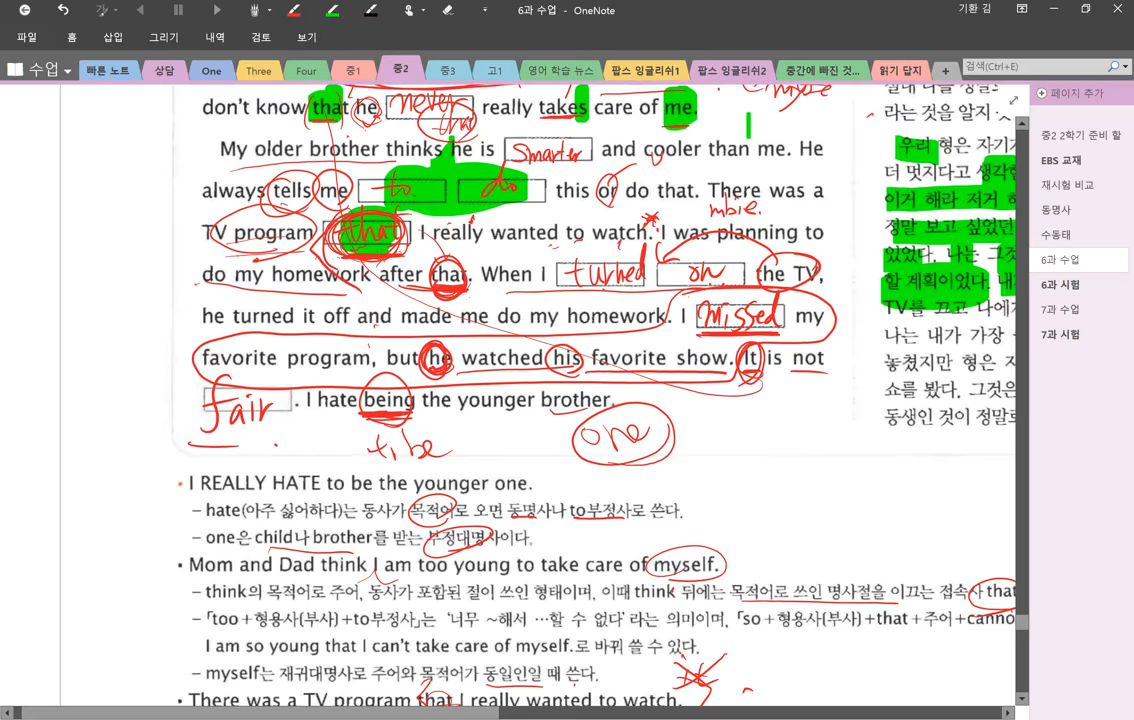 6과 수업 - OneNote
기환 김
파일 홈 삽입 그리기 내역 검토 보기
수업 빠른 노트 상담 One Three Four 중1 중2 중3 고1 영어 학습 뉴스 팝스 잉글리쉬1 팝스 잉글리쉬2 중간에 빠진 것... 읽기 답지 + 검색(Ctrl+E)
페이지 추가
중2 2학기 준비 할
EBS 교재
재시험 비교
동명사
수동태
6과 수업
6과 시험
7과 수업
7과 시험
don't know that he never really takes care of me.
that
My older brother thinks he is smarter and cooler than me. He
always tells me to do this or do that. There was a
TV program that I really wanted to watch. I was planning to
do my homework after that. When I turned on the TV,
he turned it off and made me do my homework. I missed my
favorite program, but he watched his favorite show. It is not
fair. I hate being the younger brother.
to be
one
라는 것을 알지
우리 형은 자기가
더 멋지다고 생각한
이거 해라 저거 하
정말 보고 싶었던
있었다. 나는 그것
할 계획이었다. 내
TV를 끄고 나에게
나는 내가 가장
놓쳤지만 형은 자
쇼를 봤다. 그것은
동생인 것이 정말로
• I REALLY HATE to be the younger one.
– hate(아주 싫어하다)는 동사가 목적어로 오면 동명사나 to부정사로 쓴다.
– one은 child나 brother를 받는 부정대명사이다.
• Mom and Dad think I am too young to take care of myself.
– think의 목적어로 주어, 동사가 포함된 절이 쓰인 형태이며, 이때 think 뒤에는 목적어로 쓰인 명사절을 이끄는 접속사 that
– 「too+형용사(부사)+to부정사」는 '너무 ~해서 …할 수 없다' 라는 의미이며, 「so+형용사(부사)+that+주어+canno
I am so young that I can't take care of myself.로 바꿔 쓸 수 있다.
– myself는 재귀대명사로 주어와 목적어가 동일인일 때 쓴다.
• There was a TV program that I really wanted to watch.